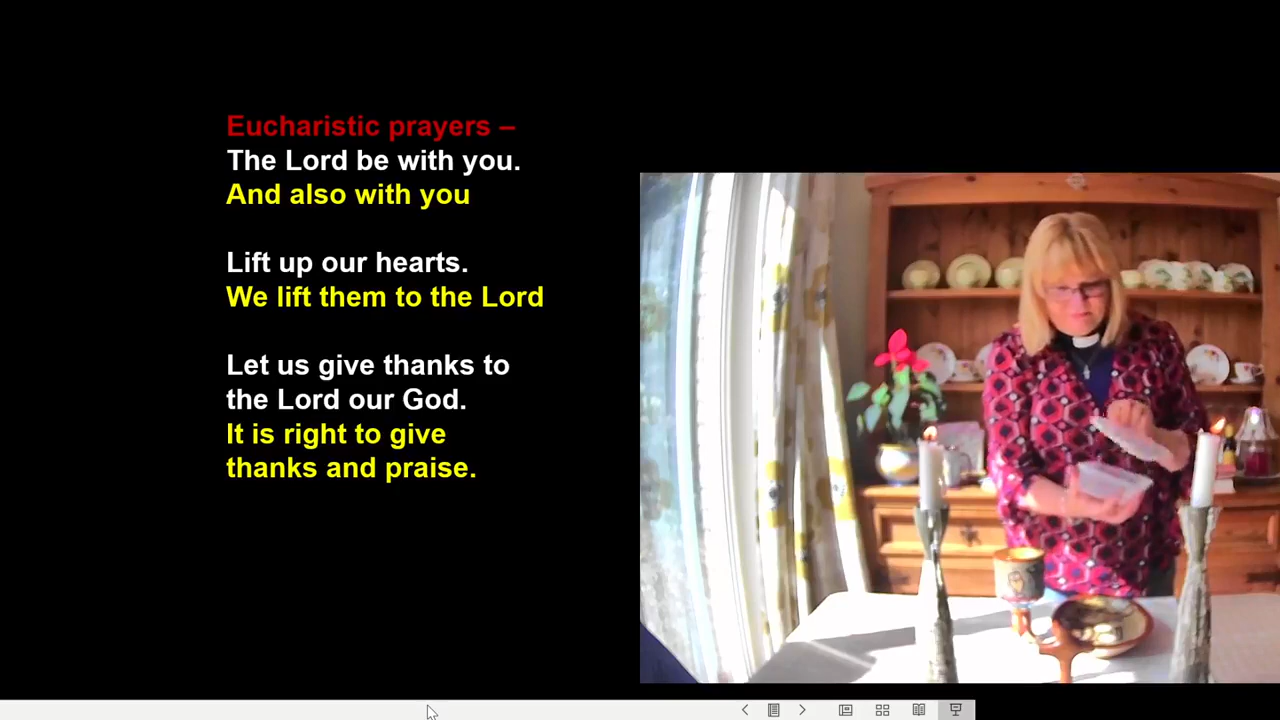 Eucharistic prayers –
The Lord be with you.
And also with you
Lift up our hearts.
We lift them to the Lord
Let us give thanks to
the Lord our God.
It is right to give
thanks and praise.